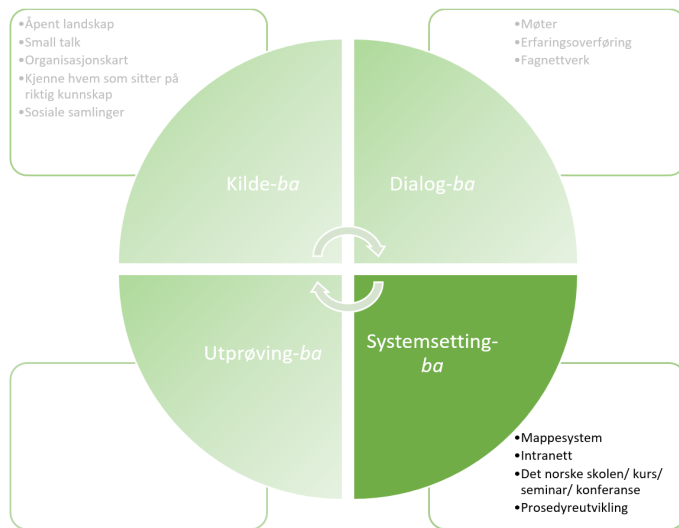 •Åpent landskap
•Small talk
•Organisasjonskart
•Kjenne hvem som sitter på
riktig kunnskap
•Sosiale samlinger
•Møter
•Erfaringsoverføring
•Fagnettverk
Kilde-ba
Dialog-ba
Utprøving-ba
Systemsetting-
ba
•Mappesystem
•Intranett
•Det norske skolen/ kurs/
seminar/ konferanse
•Prosedyreutvikling